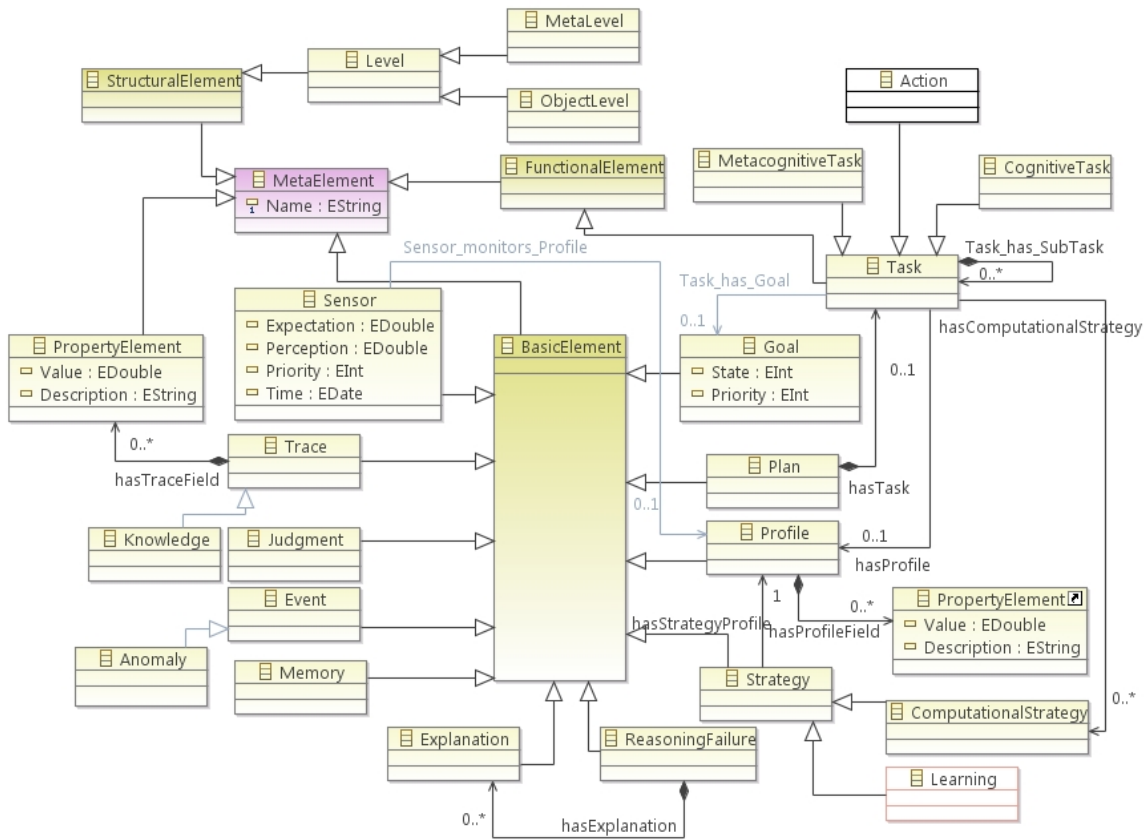 MetaLevel
Level
StructuralElement
ObjectLevel
Action
MetacognitiveTask
CognitiveTask
FunctionalElement
MetaElement
1 Name : EString
Sensor_monitors_Profile
Task_has_SubTask
Task
0..*
Task_has_Goal
Sensor
Expectation : EDouble
Perception : EDouble
Priority : EInt
Time : EDate
0..1
hasComputationalStrategy
PropertyElement
Value : EDouble
Description : EString
BasicElement
Goal
State : EInt
Priority : EInt
0..1
0..*
Trace
hasTraceField
Plan
hasTask
0..1
Knowledge
Judgment
Profile
0..1
hasProfile
Event
1
0..*
PropertyElement
Value : EDouble
Description : EString
hasStrategyProfile
hasProfileField
Anomaly
Memory
Strategy
0..*
ComputationalStrategy
Explanation
ReasoningFailure
Learning
0..*
hasExplanation